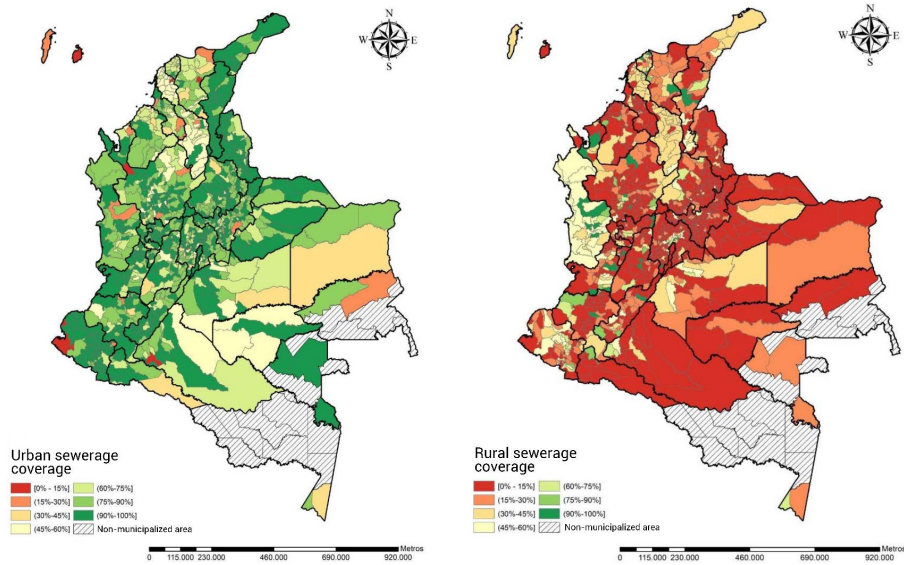 N
W E
S
N
W E
S
Urban sewerage
coverage
[0% - 15%] (60%-75%]
(15%-30%] (75%-90%]
(30%-45%] (90%-100%]
(45%-60%] Non-municipalized area
Metros
0 115.000 230.000 460.000 690.000 920.000
Rural sewerage
coverage
[0% - 15%] (60%-75%]
(15%-30%] (75%-90%]
(30%-45%] (90%-100%]
(45%-60%] Non-municipalized area
Metros
0 115.000 230.000 460.000 690.000 920.000